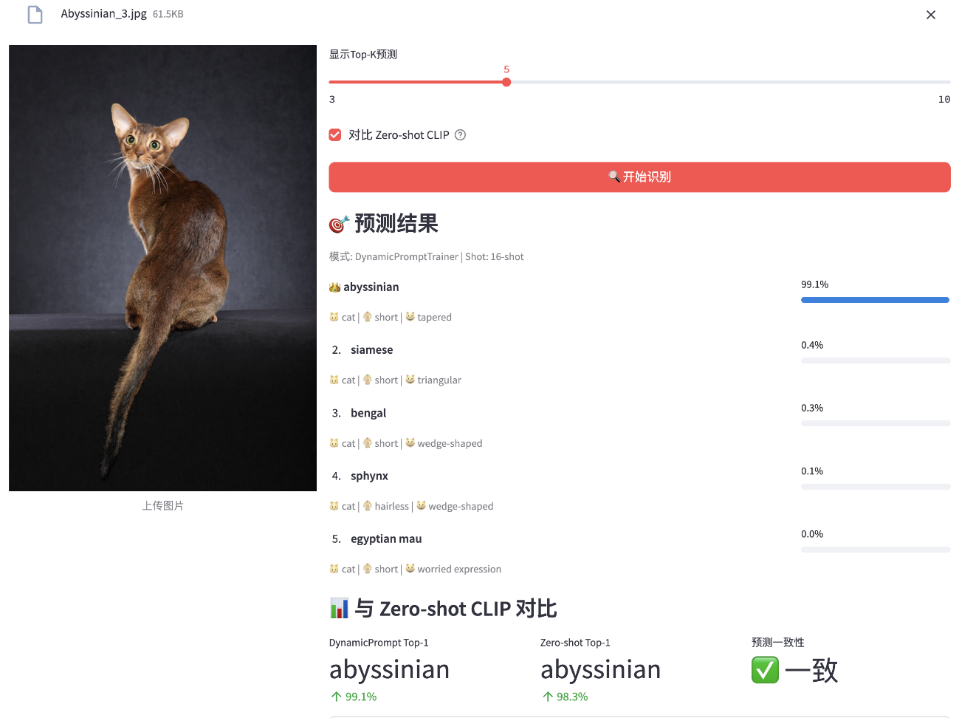 Abyssinian_3.jpg 61.5KB
显示Top-K预测
5
3 10
对比 Zero-shot CLIP
开始识别
预测结果
模式: DynamicPromptTrainer | Shot: 16-shot
abyssinian 99.1%
cat | short | tapered
2. siamese 0.4%
cat | short | triangular
3. bengal 0.3%
cat | short | wedge-shaped
4. sphynx 0.1%
cat | hairless | wedge-shaped
5. egyptian mau 0.0%
cat | short | worried expression
上传图片
与 Zero-shot CLIP 对比
DynamicPrompt Top-1 Zero-shot Top-1 预测一致性
abyssinian abyssinian 一致
↑ 99.1% ↑ 98.3%